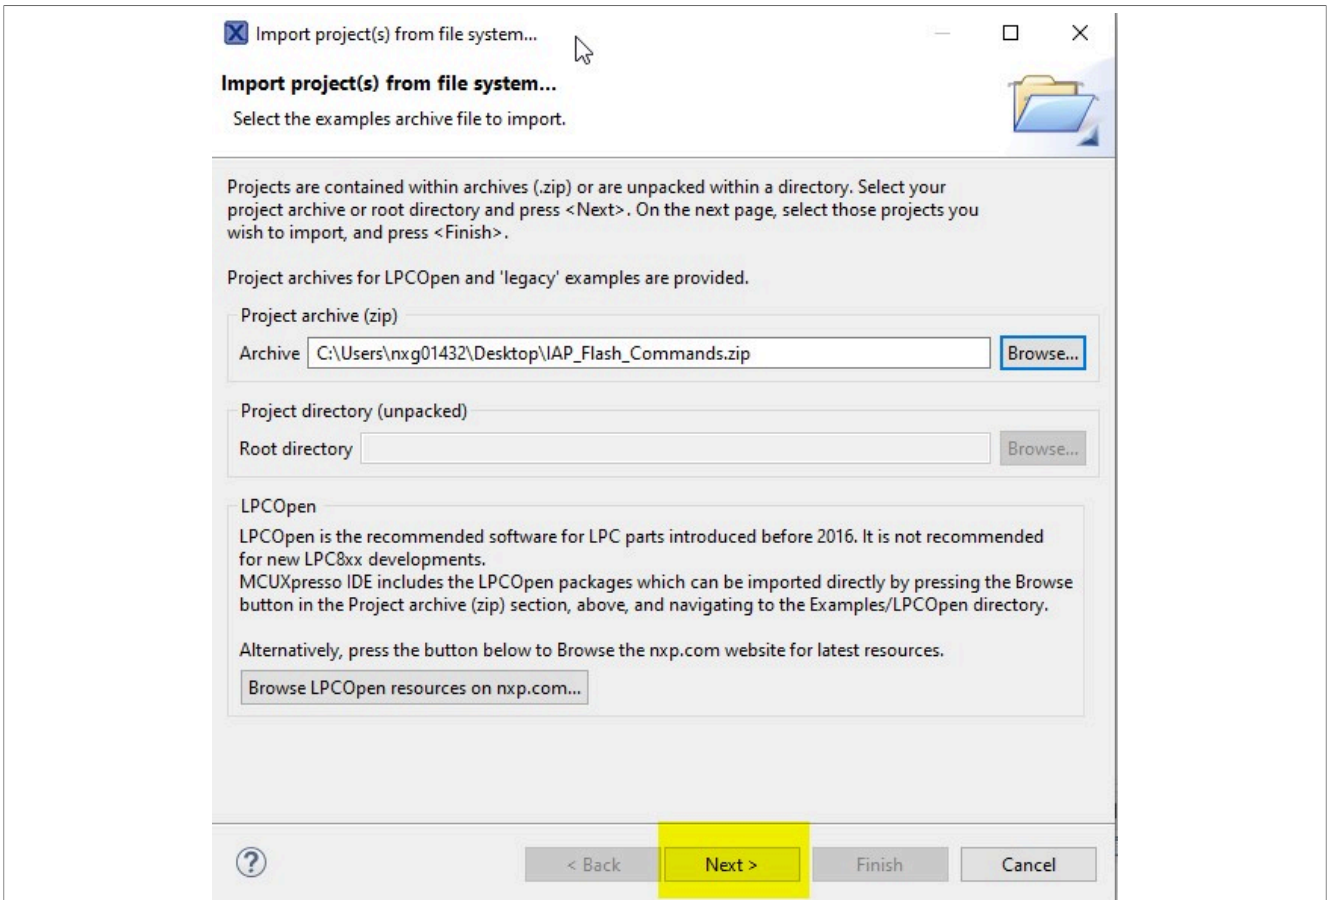 Import project(s) from file system...
Import project(s) from file system...
Select the examples archive file to import.
Projects are contained within archives (.zip) or are unpacked within a directory. Select your
project archive or root directory and press <Next>. On the next page, select those projects you
wish to import, and press <Finish>.
Project archives for LPCOpen and 'legacy' examples are provided.
Project archive (zip)
Archive C:\Users\nxg01432\Desktop\IAP_Flash_Commands.zip Browse...
Project directory (unpacked)
Root directory Browse...
LPCOpen
LPCOpen is the recommended software for LPC parts introduced before 2016. It is not recommended
for new LPC8xx developments.
MCUXpresso IDE includes the LPCOpen packages which can be imported directly by pressing the Browse
button in the Project archive (zip) section, above, and navigating to the Examples/LPCOpen directory.
Alternatively, press the button below to Browse the nxp.com website for latest resources.
Browse LPCOpen resources on nxp.com...
? < Back Next > Finish Cancel